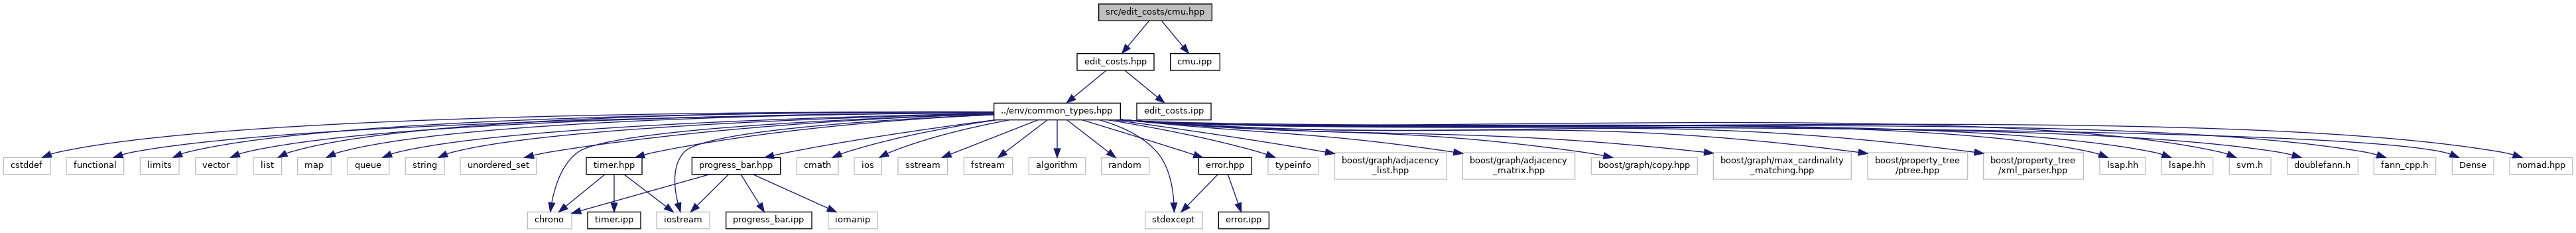 src/edit_costs/cmu.hpp
edit_costs.hpp
cmu.ipp
../env/common_types.hpp
edit_costs.ipp
cstddef
functional
limits
vector
list
map
queue
string
unordered_set
timer.hpp
progress_bar.hpp
cmath
ios
sstream
fstream
algorithm
random
error.hpp
typeinfo
boost/graph/adjacency
_list.hpp
boost/graph/adjacency
_matrix.hpp
boost/graph/copy.hpp
boost/graph/max_cardinality
_matching.hpp
boost/property_tree
/ptree.hpp
boost/property_tree
/xml_parser.hpp
lsap.hh
lsape.hh
svm.h
doublefann.h
fann_cpp.h
Dense
nomad.hpp
chrono
timer.ipp
iostream
progress_bar.ipp
iomanip
stdexcept
error.ipp